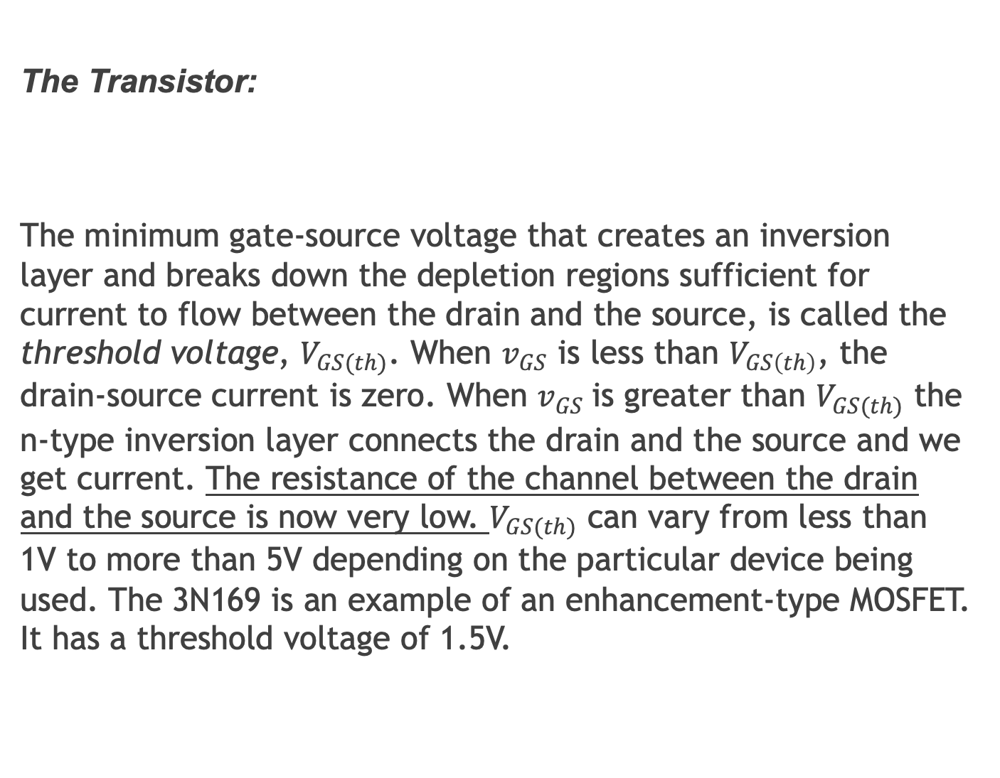 The Transistor:
The minimum gate-source voltage that creates an inversion
layer and breaks down the depletion regions sufficient for
current to flow between the drain and the source, is called the
threshold voltage, V_{GS(th)}. When v_{GS} is less than V_{GS(th)}, the
drain-source current is zero. When v_{GS} is greater than V_{GS(th)} the
n-type inversion layer connects the drain and the source and we
get current. The resistance of the channel between the drain
and the source is now very low. V_{GS(th)} can vary from less than
1V to more than 5V depending on the particular device being
used. The 3N169 is an example of an enhancement-type MOSFET.
It has a threshold voltage of 1.5V.